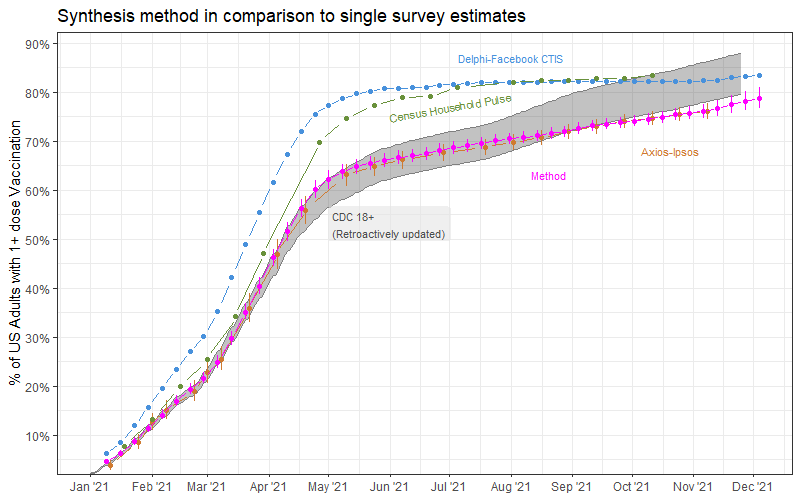 Synthesis method in comparison to single survey estimates
% of US Adults with 1+ dose Vaccination
90%
80%
70%
60%
50%
40%
30%
20%
10%
Delphi-Facebook CTIS
Census Household Pulse
Axios-Ipsos
Method
CDC 18+
(Retroactively updated)
Jan '21
Feb '21
Mar '21
Apr '21
May '21
Jun '21
Jul '21
Aug '21
Sep '21
Oct '21
Nov '21
Dec '21